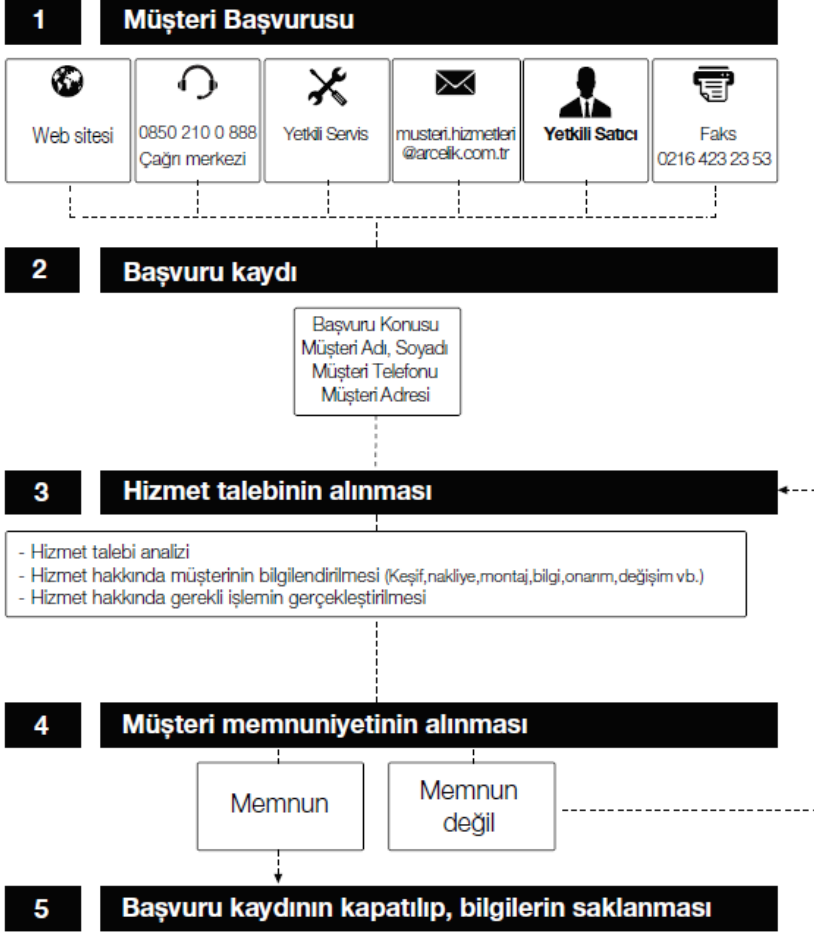 1 Müşteri Başvurusu
Web sitesi
0850 210 0 888
Çağrı merkezi
Yetkili Servis
musteri.hizmetleri
@arcelik.com.tr
Yetkili Satıcı
Faks
0216 423 23 53
2 Başvuru kaydı
Başvuru Konusu
Müşteri Adı, Soyadı
Müşteri Telefonu
Müşteri Adresi
3 Hizmet talebinin alınması
- Hizmet talebi analizi
- Hizmet hakkında müşterinin bilgilendirilmesi (Keşif,nakliye,montaj,bilgi,onarım,değişim vb.)
- Hizmet hakkında gerekli işlemin gerçekleştirilmesi
4 Müşteri memnuniyetinin alınması
Memnun
Memnun
değil
5 Başvuru kaydının kapatılıp, bilgilerin saklanması